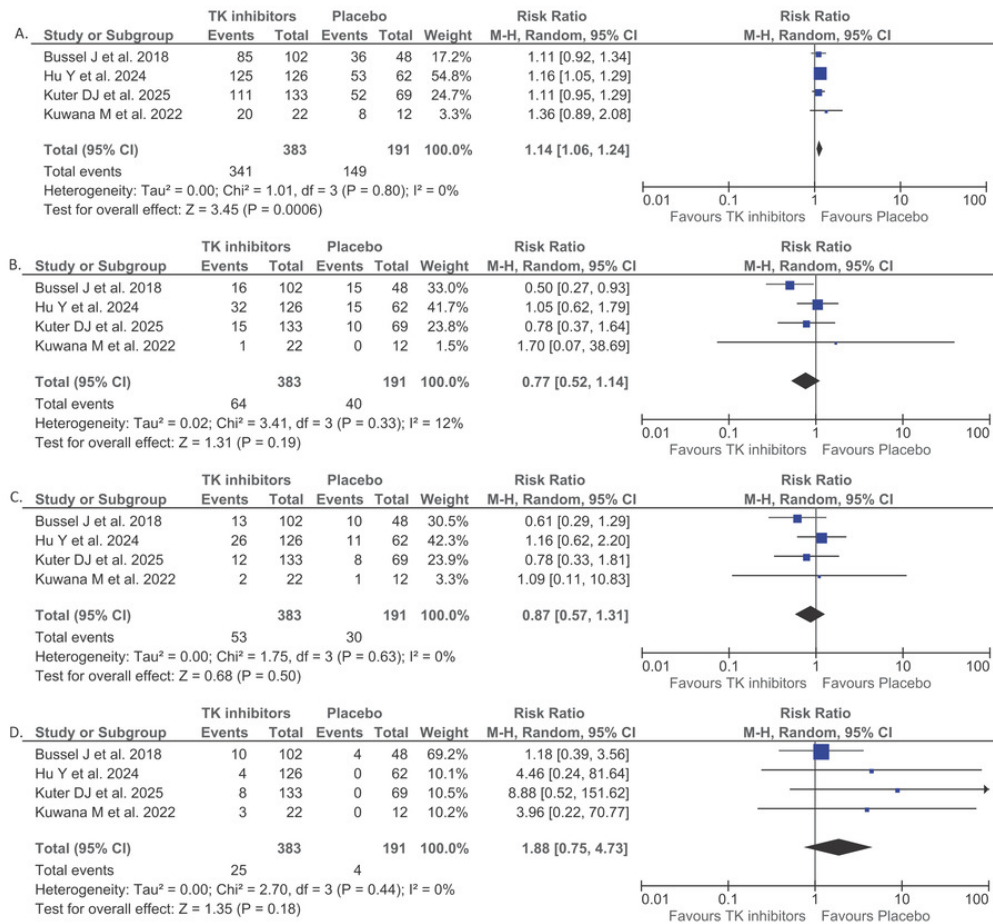 A.
TK inhibitors Placebo Risk Ratio Risk Ratio
Study or Subgroup Events Total Events Total Weight M-H, Random, 95% CI M-H, Random, 95% CI
Bussel J et al. 2018 85 102 36 48 17.2% 1.11 [0.92, 1.34]
Hu Y et al. 2024 125 126 53 62 54.8% 1.16 [1.05, 1.29]
Kuter DJ et al. 2025 111 133 52 69 24.7% 1.11 [0.95, 1.29]
Kuwana M et al. 2022 20 22 8 12 3.3% 1.36 [0.89, 2.08]
Total (95% CI) 383 191 100.0% 1.14 [1.06, 1.24]
Total events 341 149
Heterogeneity: Tau² = 0.00; Chi² = 1.01, df = 3 (P = 0.80); I² = 0%
Test for overall effect: Z = 3.45 (P = 0.0006)
0.01 0.1 1 10 100
Favours TK inhibitors Favours Placebo
B.
TK inhibitors Placebo Risk Ratio Risk Ratio
Study or Subgroup Events Total Events Total Weight M-H, Random, 95% CI M-H, Random, 95% CI
Bussel J et al. 2018 16 102 15 48 33.0% 0.50 [0.27, 0.93]
Hu Y et al. 2024 32 126 15 62 41.7% 1.05 [0.62, 1.79]
Kuter DJ et al. 2025 15 133 10 69 23.8% 0.78 [0.37, 1.64]
Kuwana M et al. 2022 1 22 0 12 1.5% 1.70 [0.07, 38.69]
Total (95% CI) 383 191 100.0% 0.77 [0.52, 1.14]
Total events 64 40
Heterogeneity: Tau² = 0.02; Chi² = 3.41, df = 3 (P = 0.33); I² = 12%
Test for overall effect: Z = 1.31 (P = 0.19)
0.01 0.1 1 10 100
Favours TK inhibitors Favours Placebo
C.
TK inhibitors Placebo Risk Ratio Risk Ratio
Study or Subgroup Events Total Events Total Weight M-H, Random, 95% CI M-H, Random, 95% CI
Bussel J et al. 2018 13 102 10 48 30.5% 0.61 [0.29, 1.29]
Hu Y et al. 2024 26 126 11 62 42.3% 1.16 [0.62, 2.20]
Kuter DJ et al. 2025 12 133 8 69 23.9% 0.78 [0.33, 1.81]
Kuwana M et al. 2022 2 22 1 12 3.3% 1.09 [0.11, 10.83]
Total (95% CI) 383 191 100.0% 0.87 [0.57, 1.31]
Total events 53 30
Heterogeneity: Tau² = 0.00; Chi² = 1.75, df = 3 (P = 0.63); I² = 0%
Test for overall effect: Z = 0.68 (P = 0.50)
0.01 0.1 1 10 100
Favours TK inhibitors Favours Placebo
D.
TK inhibitors Placebo Risk Ratio Risk Ratio
Study or Subgroup Events Total Events Total Weight M-H, Random, 95% CI M-H, Random, 95% CI
Bussel J et al. 2018 10 102 4 48 69.2% 1.18 [0.39, 3.56]
Hu Y et al. 2024 4 126 0 62 10.1% 4.46 [0.24, 81.64]
Kuter DJ et al. 2025 8 133 0 69 10.5% 8.88 [0.52, 151.62]
Kuwana M et al. 2022 3 22 0 12 10.2% 3.96 [0.22, 70.77]
Total (95% CI) 383 191 100.0% 1.88 [0.75, 4.73]
Total events 25 4
Heterogeneity: Tau² = 0.00; Chi² = 2.70, df = 3 (P = 0.44); I² = 0%
Test for overall effect: Z = 1.35 (P = 0.18)
0.01 0.1 1 10 100
Favours TK inhibitors Favours Placebo